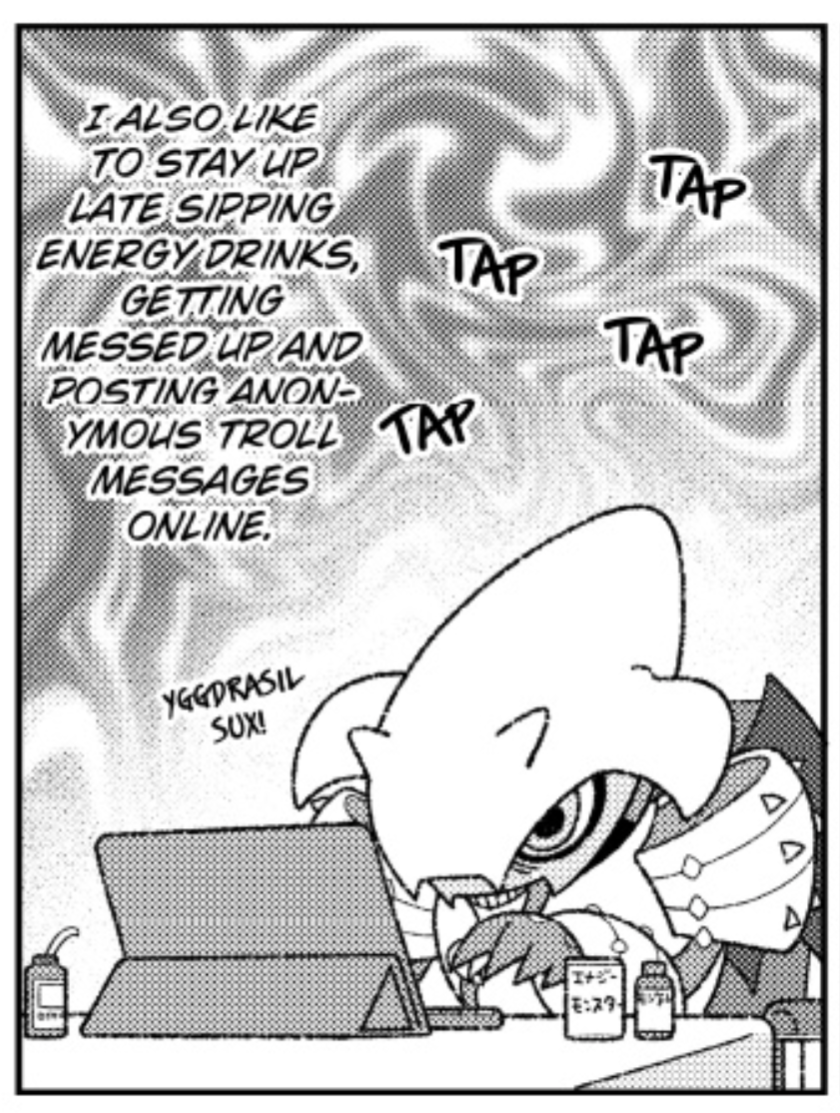 I ALSO LIKE
TO STAY UP
LATE SIPPING
ENERGY DRINKS,
GETTING
MESSED UP AND
POSTING ANON-
YMOUS TROLL
MESSAGES
ONLINE.
TAP
TAP
TAP
TAP
YGGDRASIL
SUX!
エナジー
モンスター